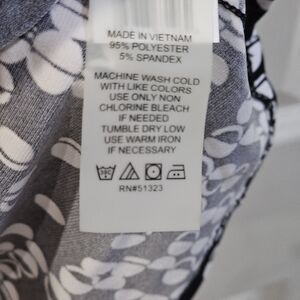 MADE IN VIETNAM
95% POLYESTER
5% SPANDEX
MACHINE WASH COLD
WITH LIKE COLORS
USE ONLY NON
CHLORINE BLEACH
IF NEEDED
TUMBLE DRY LOW
USE WARM IRON
IF NECESSARY
RN#51323